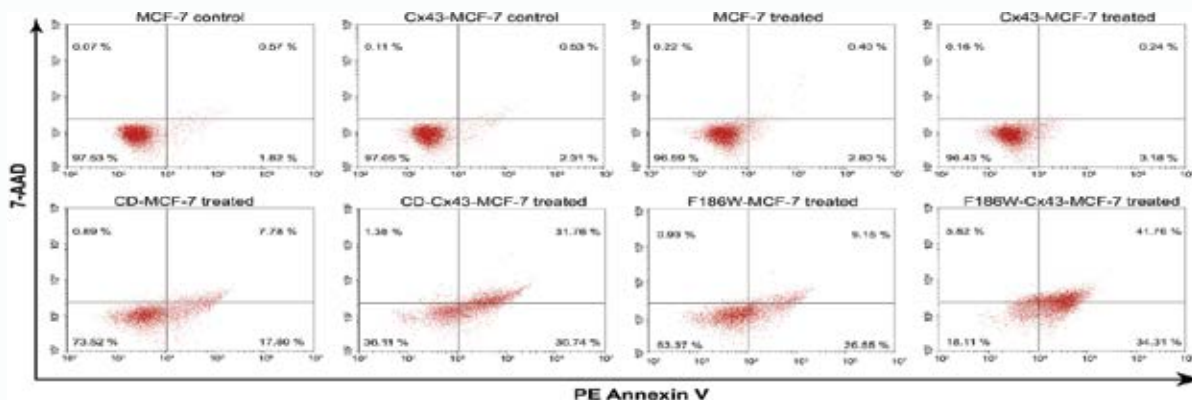 MCF-7 control
Cx43-MCF-7 control
MCF-7 treated
Cx43-MCF-7 treated
0.07 % 0.57 %
0.11 % 0.53 %
0.22 % 0.40 %
0.16 % 0.24 %
97.53 % 1.82 %
97.05 % 2.31 %
96.59 % 2.80 %
96.43 % 3.18 %
7-AAD
CD-MCF-7 treated
CD-Cx43-MCF-7 treated
F186W-MCF-7 treated
F186W-Cx43-MCF-7 treated
0.89 % 7.78 %
1.38 % 31.76 %
0.93 % 9.15 %
5.82 % 41.76 %
73.52 % 17.80 %
36.11 % 30.74 %
63.37 % 26.55 %
18.11 % 34.31 %
PE Annexin V